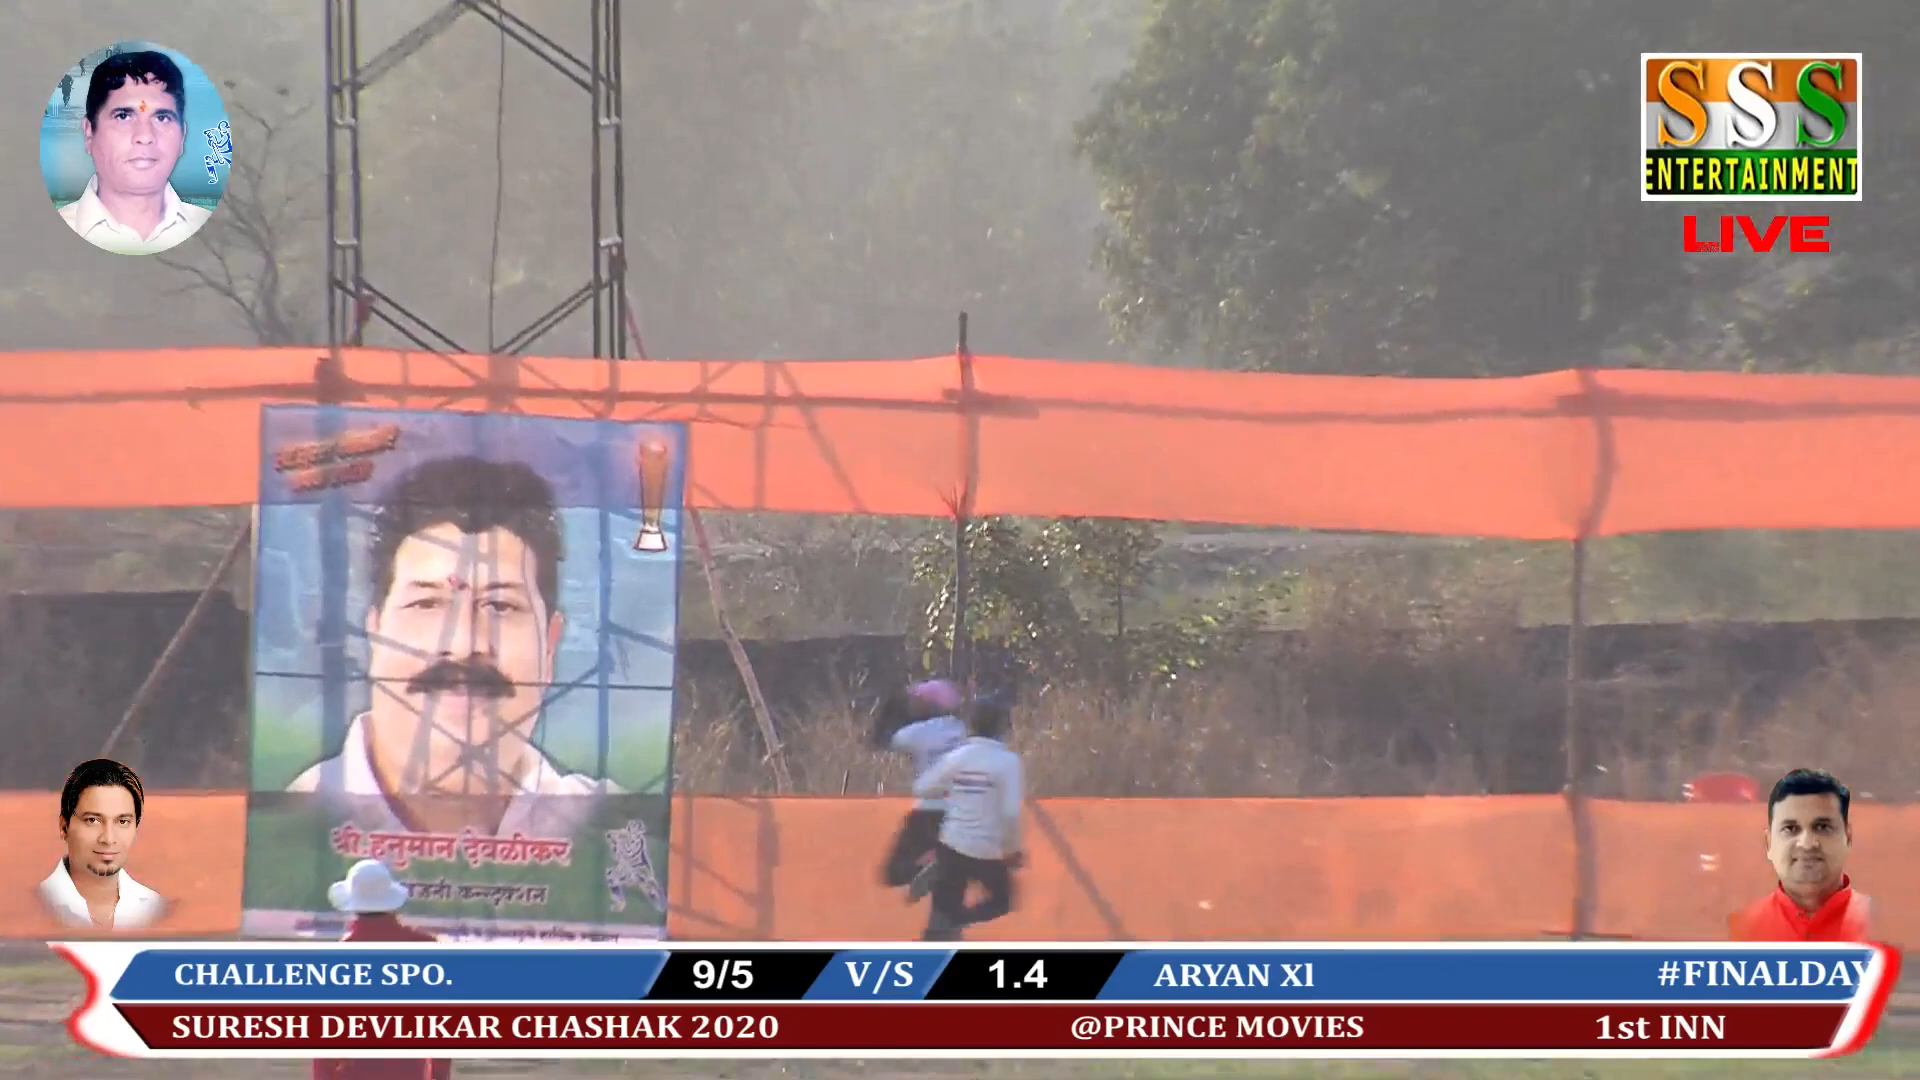 SSS
ENTERTAINMENT
LIVE
श्री. हनुमान देवळीकर
CHALLENGE SPO. 9/5 V/S 1.4 ARYAN Xl #FINALDAY
SURESH DEVLIKAR CHASHAK 2020 @PRINCE MOVIES 1st INN